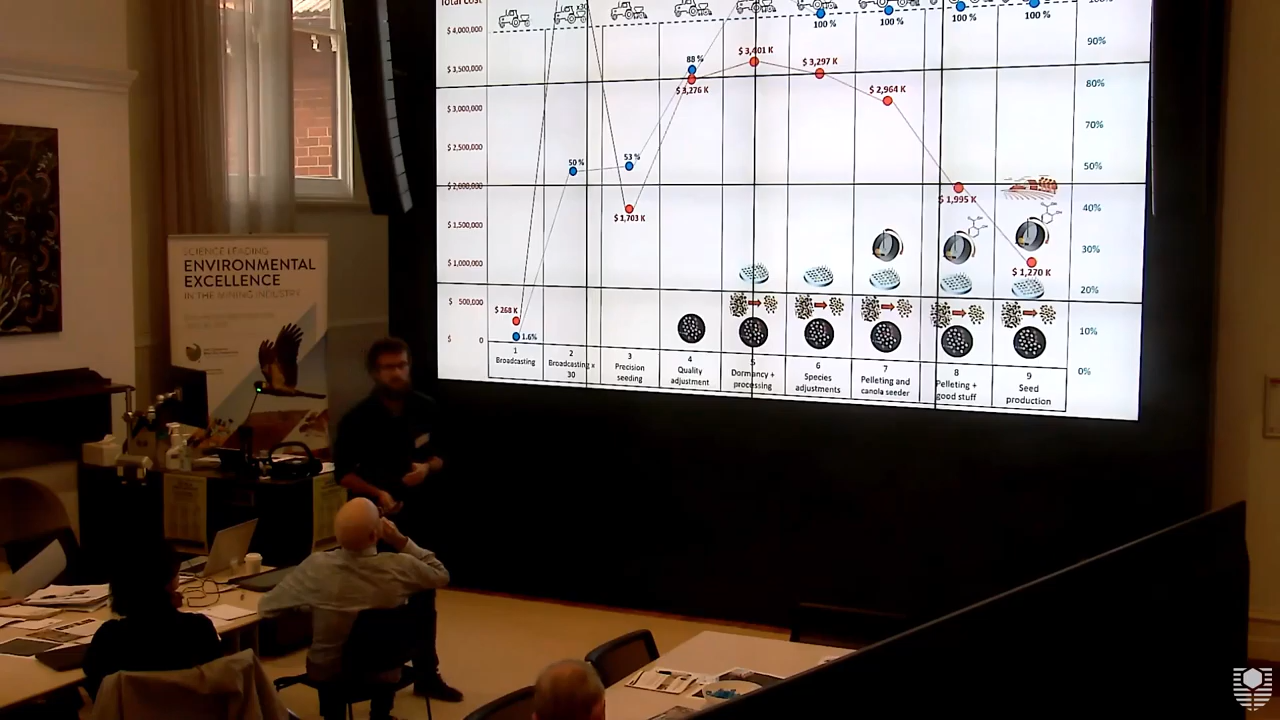 Total cost
$ 4,000,000
$ 3,500,000
$ 3,000,000
$ 2,500,000
$ 2,000,000
$ 1,500,000
$ 1,000,000
$ 500,000
$ 0
100 %
100 %
100 %
100 %
90%
80%
70%
50%
40%
30%
20%
10%
0%
88 %
$ 3,276 K
$ 3,401 K
$ 3,297 K
$ 2,964 K
50 %
53 %
$ 1,703 K
$ 1,995 K
$ 1,270 K
$ 268 K
1.6%
1
Broadcasting
2
Broadcasting x
30
3
Precision
seeding
4
Quality
adjustment
5
Dormancy +
processing
6
Species
adjustments
7
Pelleting and
canola seeder
8
Pelleting +
good stuff
9
Seed
production
SCIENCE LEADING
ENVIRONMENTAL
EXCELLENCE
IN THE MINING INDUSTRY